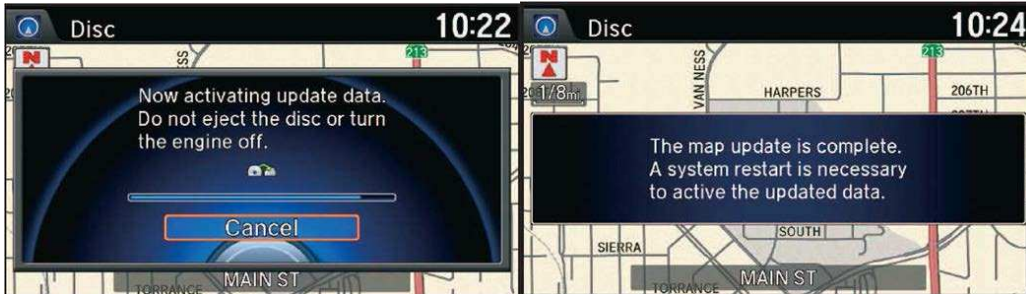 Disc
10:22
N
213
Now activating update data.
Do not eject the disc or turn
the engine off.
Cancel
MAIN ST
TORRANCE
Disc
10:24
N
213
1/8mi
VAN NESS
HARPERS
206TH
The map update is complete.
A system restart is necessary
to active the updated data.
SOUTH
SIERRA
MAIN ST
TORRANCE